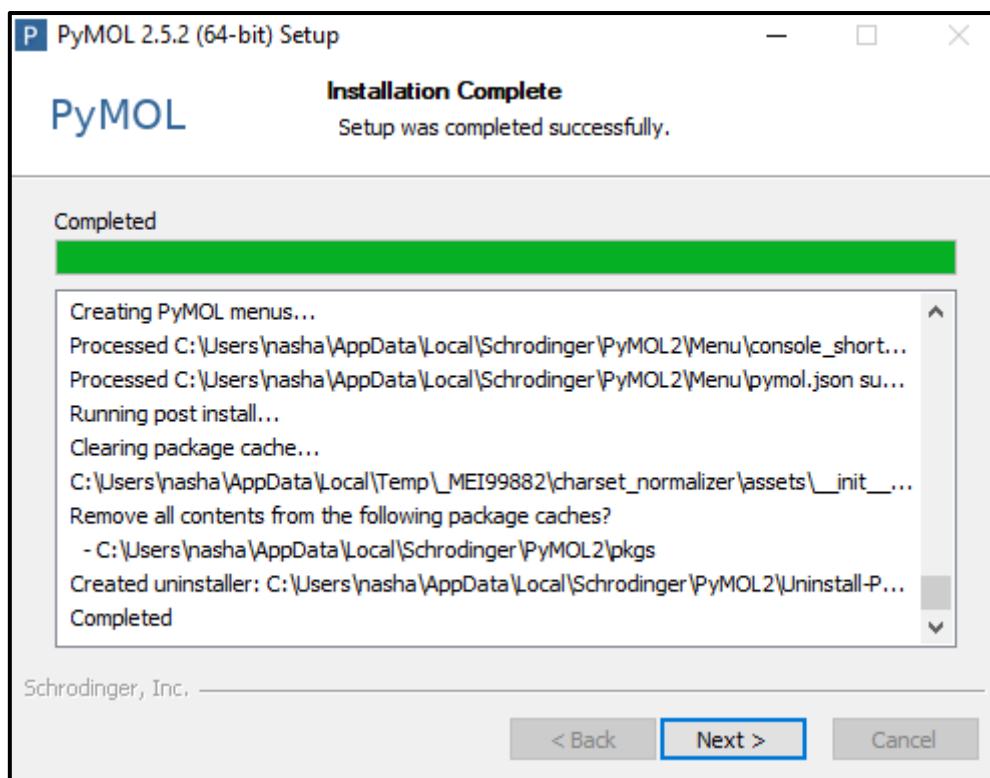 P PyMOL 2.5.2 (64-bit) Setup
PyMOL
Installation Complete
Setup was completed successfully.
Completed
Creating PyMOL menus...
Processed C:\Users\nasha\AppData\Local\Schrodinger\PyMOL2\Menu\console_short...
Processed C:\Users\nasha\AppData\Local\Schrodinger\PyMOL2\Menu\pymol.json su...
Running post install...
Clearing package cache...
C:\Users\nasha\AppData\Local\Temp\_MEI99882\charset_normalizer\assets\__init__...
Remove all contents from the following package caches?
- C:\Users\nasha\AppData\Local\Schrodinger\PyMOL2\pkgs
Created uninstaller: C:\Users\nasha\AppData\Local\Schrodinger\PyMOL2\Uninstall-P...
Completed
Schrodinger, Inc.
< Back Next > Cancel